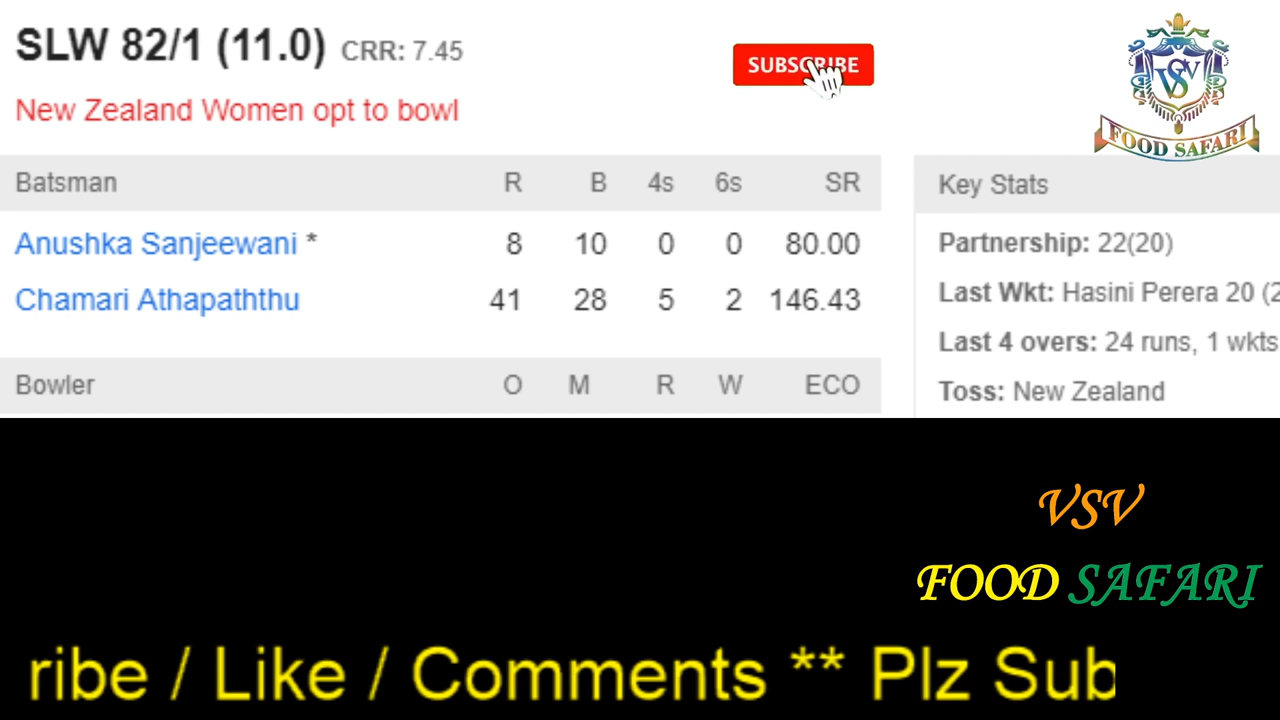 SLW 82/1 (11.0) CRR: 7.45
SUBSCRIBE
VSV
FOOD SAFARI
New Zealand Women opt to bowl
Batsman R B 4s 6s SR
Anushka Sanjeewani * 8 10 0 0 80.00
Chamari Athapaththu 41 28 5 2 146.43
Bowler O M R W ECO
Key Stats
Partnership: 22(20)
Last Wkt: Hasini Perera 20 (2
Last 4 overs: 24 runs, 1 wkts
Toss: New Zealand
VSV
FOOD SAFARI
ribe / Like / Comments ** Plz Sub